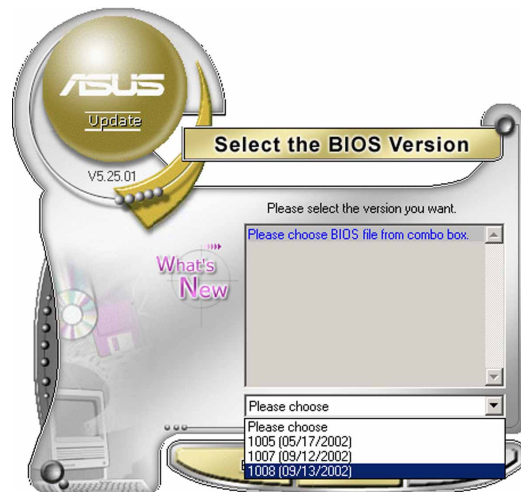 ASUS
Update
V5.25.01
Select the BIOS Version
Please select the version you want.
Please choose BIOS file from combo box.
What's
New
Please choose
Please choose
1005 (05/17/2002)
1007 (09/12/2002)
1008 (09/13/2002)